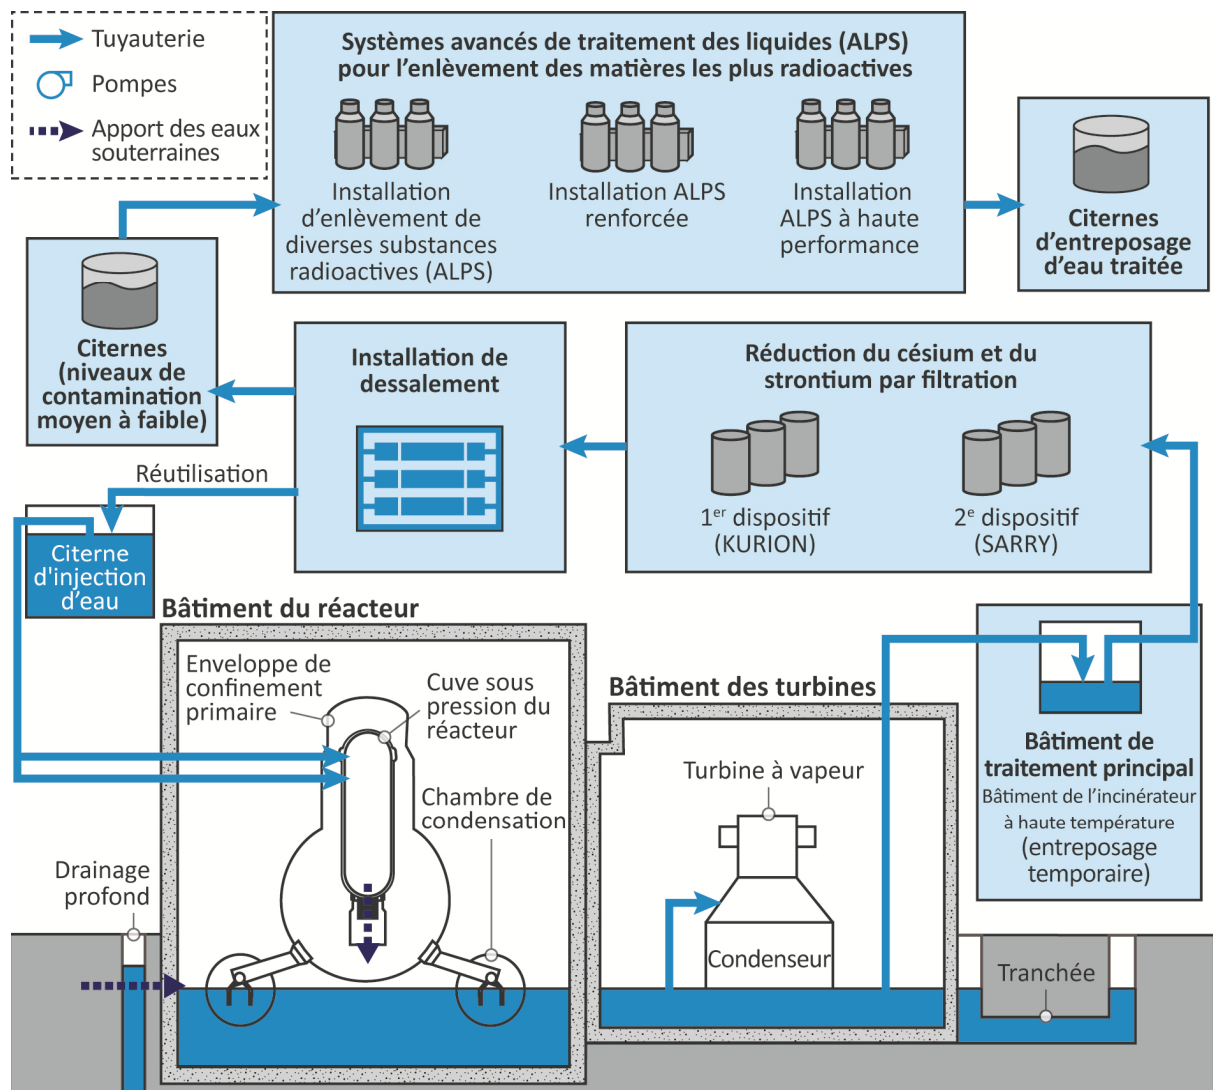 Tuyauterie
Pompes
Apport des eaux
souterraines
Systèmes avancés de traitement des liquides (ALPS)
pour l’enlèvement des matières les plus radioactives
Installation
d’enlèvement de
diverses substances
radioactives (ALPS)
Installation ALPS
renforcée
Installation
ALPS à haute
performance
Citernes
d’entreposage
d’eau traitée
Citernes
(niveaux de
contamination
moyen à faible)
Installation de
dessalement
Réduction du césium et du
strontium par filtration
1er dispositif
(KURION)
2e dispositif
(SARRY)
Réutilisation
Citerne
d'injection
d’eau
Bâtiment du réacteur
Enveloppe de
confinement
primaire
Cuve sous
pression du
réacteur
Chambre de
condensation
Drainage
profond
Bâtiment des turbines
Turbine à vapeur
Condenseur
Bâtiment de
traitement principal
Bâtiment de l’incinérateur
à haute température
(entreposage
temporaire)
Tranchée